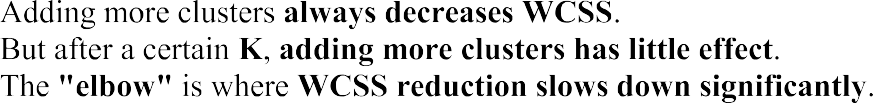 Adding more clusters always decreases WCSS.
But after a certain K, adding more clusters has little effect.
The "elbow" is where WCSS reduction slows down significantly.